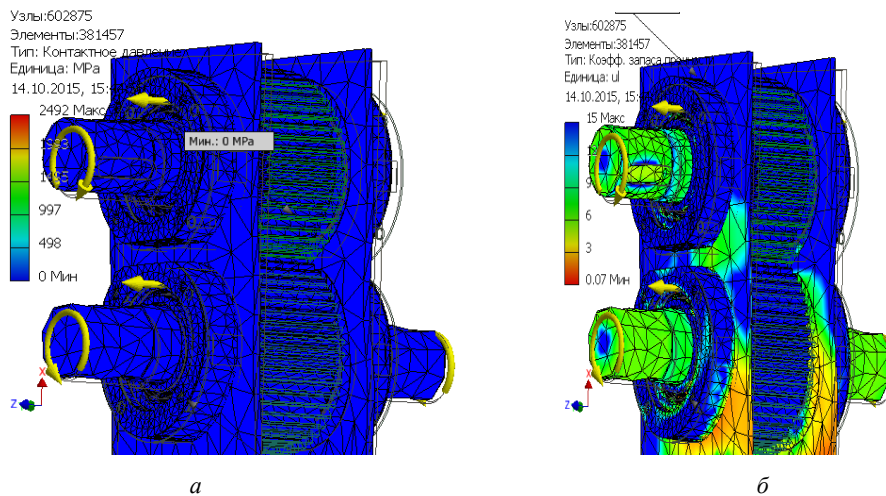 Узлы:602875
Элементы:381457
Тип: Контактное давление
Единица: MPa
14.10.2015, 15:
2492 Макс
997
498
0 Мин
Мин.: 0 MPa
X
Z
а
Узлы:602875
Элементы:381457
Тип: Коэфф. запаса
Единица: ul
14.10.2015, 15:
15 Макс
9
6
3
0.07 Мин
X
Z
б